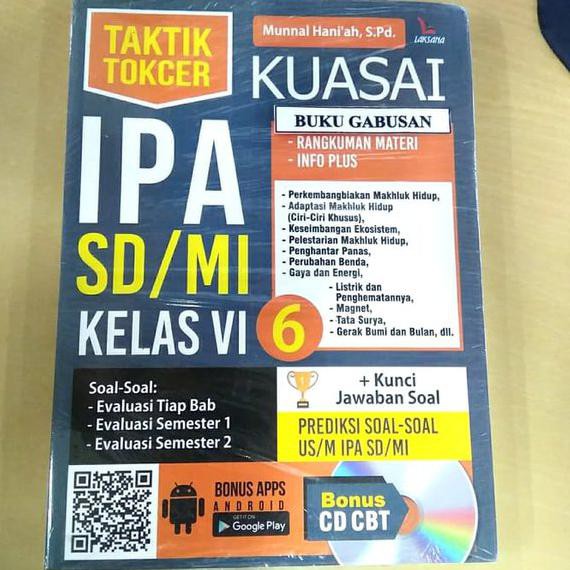 TAKTIK
TOKCER
Munnal Hani'ah, S.Pd.
LAKSANA
KUASAI
BUKU GABUSAN
- RANGKUMAN MATERI
- INFO PLUS
IPA
SD/MI
KELAS VI
6
- Perkembangbiakan Makhluk Hidup,
- Adaptasi Makhluk Hidup
(Ciri-Ciri Khusus),
- Keseimbangan Ekosistem,
- Pelestarian Makhluk Hidup,
- Penghantar Panas,
- Perubahan Benda,
- Gaya dan Energi,
- Listrik dan
Penghematannya,
- Magnet,
- Tata Surya,
- Gerak Bumi dan Bulan, dll.
Soal-Soal:
- Evaluasi Tiap Bab
- Evaluasi Semester 1
- Evaluasi Semester 2
1
+ Kunci
Jawaban Soal
PREDIKSI SOAL-SOAL
US/M IPA SD/MI
BONUS APPS
ANDROID
GET IT ON
Google Play
Bonus
CD CBT